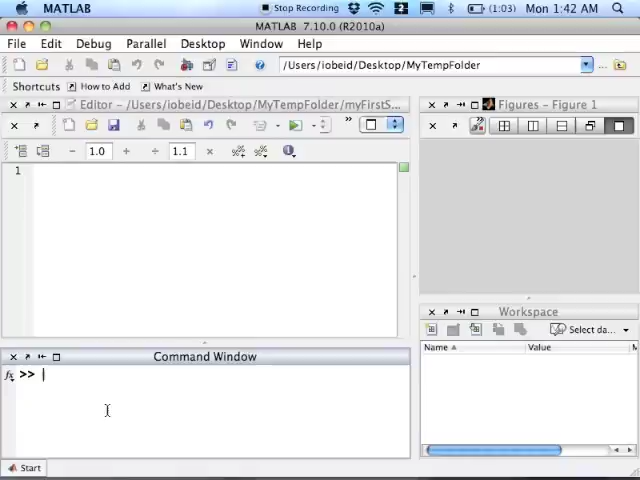 MATLAB
Stop Recording
2
(1:03)
Mon 1:42 AM
MATLAB 7.10.0 (R2010a)
File Edit Debug Parallel Desktop Window Help
/Users/iobeid/Desktop/MyTempFolder
...
Shortcuts How to Add What's New
Editor – /Users/iobeid/Desktop/MyTempFolder/myFirstS...
Figures – Figure 1
− 1.0 + ÷ 1.1 ×
1
Workspace
Select da...
Name Value M
Command Window
fx >>
Start